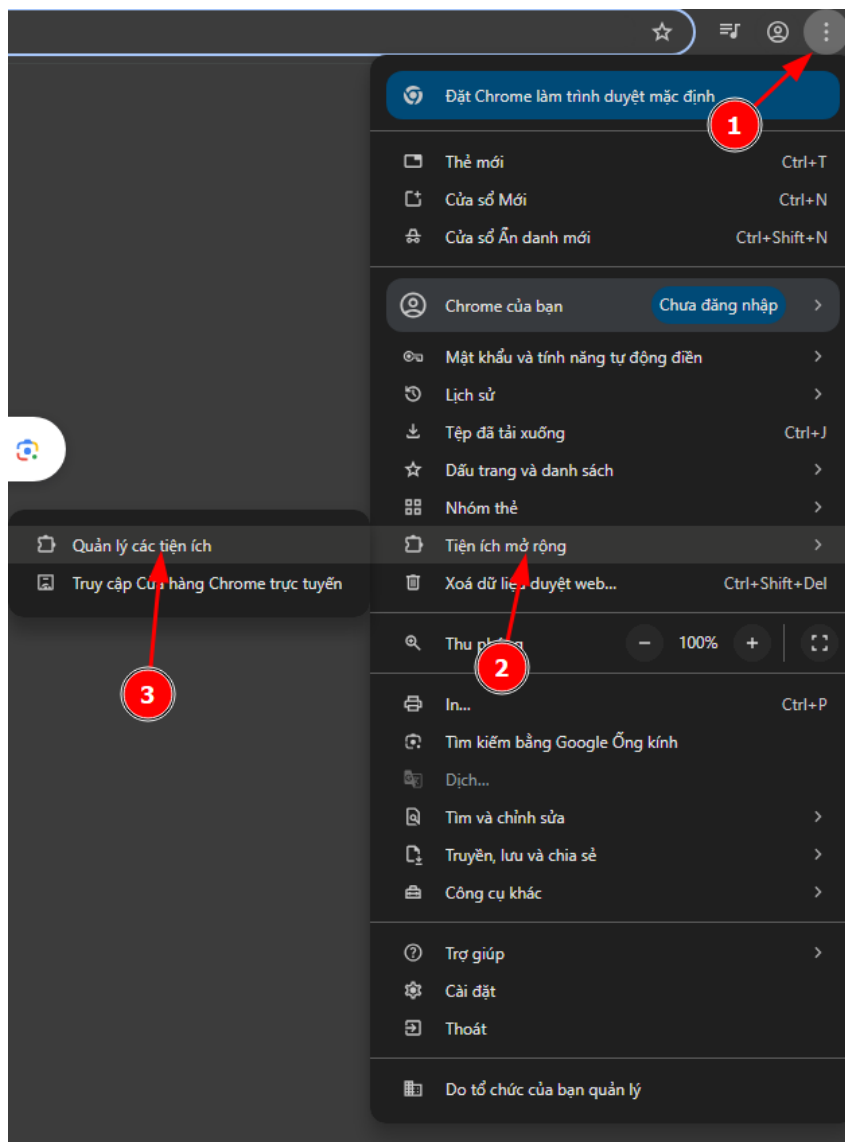 Đặt Chrome làm trình duyệt mặc định
1
Thẻ mới Ctrl+T
Cửa sổ Mới Ctrl+N
Cửa sổ Ẩn danh mới Ctrl+Shift+N
Chrome của bạn Chưa đăng nhập
Mật khẩu và tính năng tự động điền
Lịch sử
Tệp đã tải xuống Ctrl+J
Dấu trang và danh sách
Nhóm thẻ
Quản lý các tiện ích
Tiện ích mở rộng
Truy cập Cửa hàng Chrome trực tuyến
Xoá dữ liệu duyệt web... Ctrl+Shift+Del
Thu phóng − 100% +
2
3
In... Ctrl+P
Tìm kiếm bằng Google Ống kính
Dịch...
Tìm và chỉnh sửa
Truyền, lưu và chia sẻ
Công cụ khác
Trợ giúp
Cài đặt
Thoát
Do tổ chức của bạn quản lý